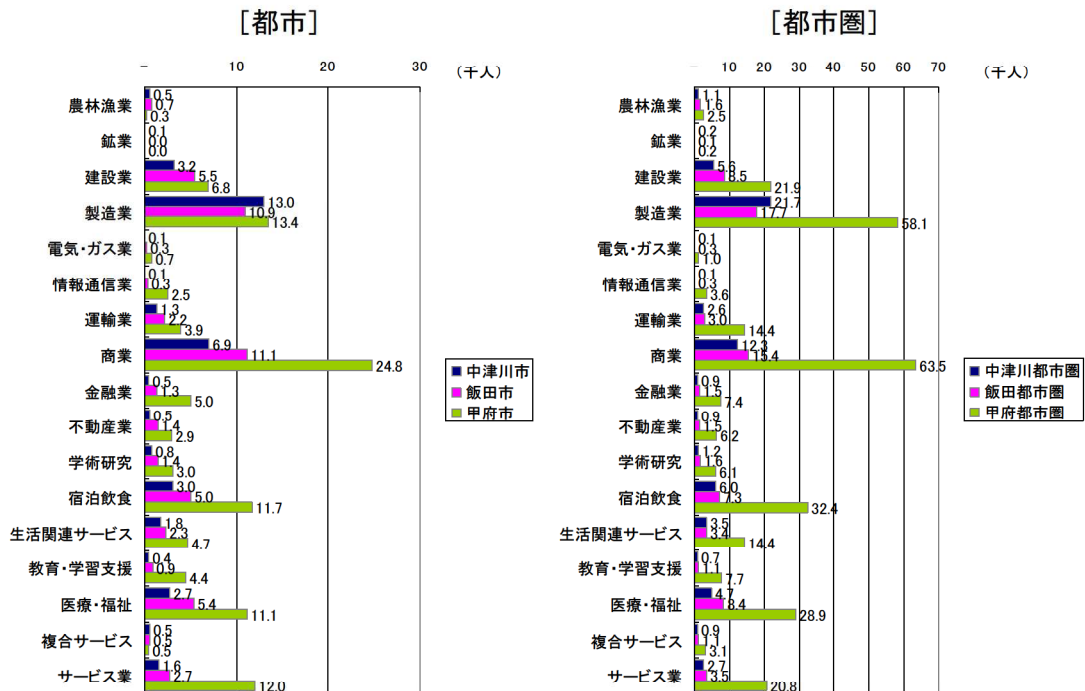 [都市]
– 10 20 30 (千人)
農林漁業 0.5 0.7 0.3
鉱業 0.1 0.0 0.0
建設業 3.2 5.5 6.8
製造業 13.0 10.9 13.4
電気・ガス業 0.1 0.3 0.7
情報通信業 0.1 0.3 2.5
運輸業 1.3 2.2 3.9
商業 6.9 11.1 24.8
金融業 0.5 1.3 5.0
不動産業 0.5 1.4 2.9
学術研究 0.8 1.4 3.0
宿泊飲食 3.0 5.0 11.7
生活関連サービス 1.8 2.3 4.7
教育・学習支援 0.4 0.9 4.4
医療・福祉 2.7 5.4 11.1
複合サービス 0.5 0.5 0.5
サービス業 1.6 2.7 12.0
中津川市
飯田市
甲府市
[都市圏]
– 10 20 30 40 50 60 70 (千人)
農林漁業 1.1 1.6 2.5
鉱業 0.2 0.1 0.2
建設業 5.6 8.5 21.9
製造業 21.7 17.7 58.1
電気・ガス業 0.1 0.3 1.0
情報通信業 0.1 0.3 3.6
運輸業 2.6 3.0 14.4
商業 12.3 15.4 63.5
金融業 0.9 1.5 7.4
不動産業 0.9 1.5 6.2
学術研究 1.2 1.6 6.1
宿泊飲食 6.0 7.3 32.4
生活関連サービス 3.5 3.4 14.4
教育・学習支援 0.7 1.1 7.7
医療・福祉 4.7 8.4 28.9
複合サービス 0.9 1.1 3.1
サービス業 2.7 3.5 20.8
中津川都市圏
飯田都市圏
甲府都市圏